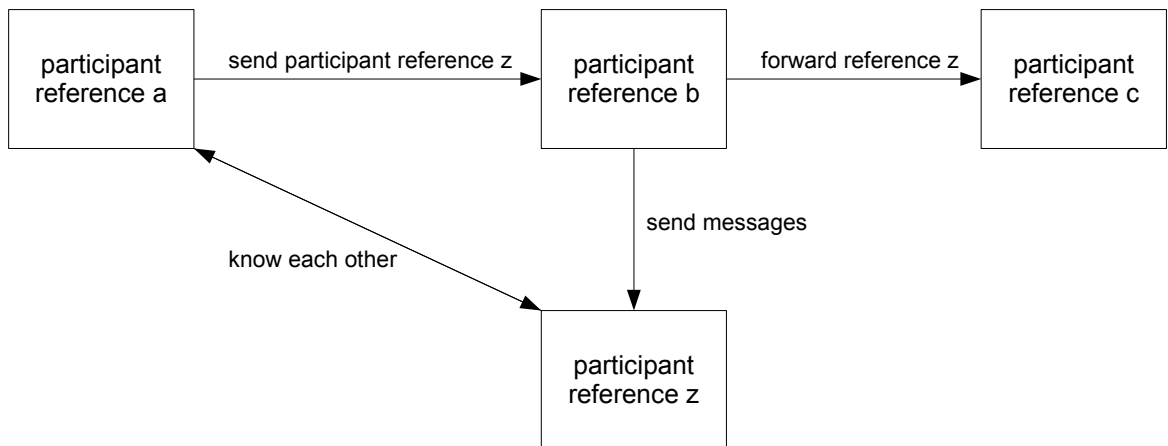 participant
reference a
send participant reference z
participant
reference b
forward reference z
participant
reference c
send messages
know each other
participant
reference z